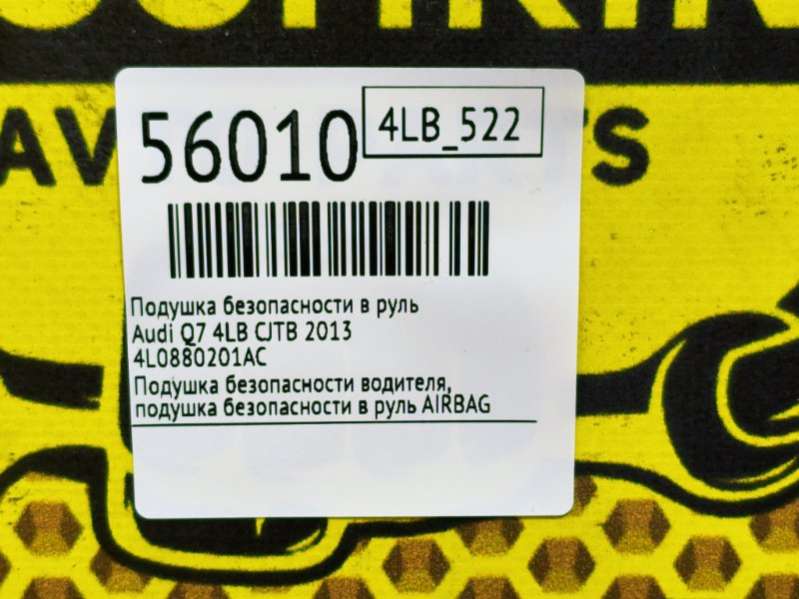 56010
4LB_522
Подушка безопасности в руль
Audi Q7 4LB CJTB 2013
4L0880201AC
Подушка безопасности водителя,
подушка безопасности в руль AIRBAG